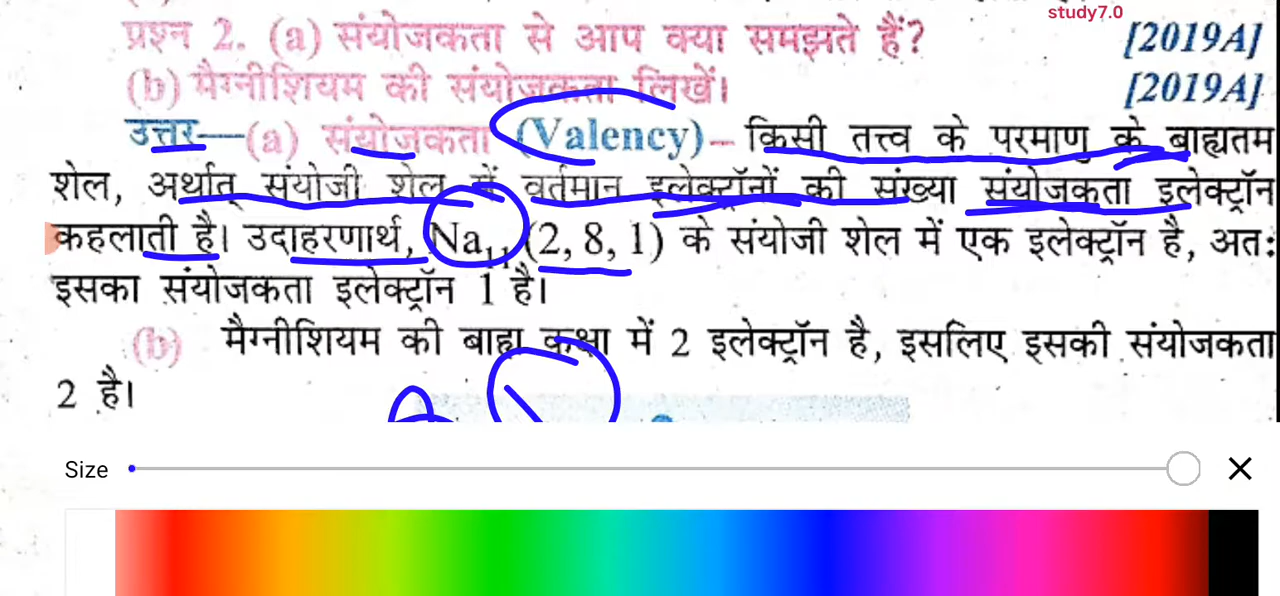 study7.0
प्रश्न 2. (a) संयोजकता से आप क्या समझते हैं? [2019A]
(b) मैग्नीशियम की संयोजकता लिखें। [2019A]
उत्तर—(a) संयोजकता (Valency)– किसी तत्त्व के परमाणु के बाह्यतम
शेल, अर्थात् संयोजी शेल में वर्तमान इलेक्ट्रॉनों की संख्या संयोजकता इलेक्ट्रॉन
कहलाती है। उदाहरणार्थ, Na₁₁ (2, 8, 1) के संयोजी शेल में एक इलेक्ट्रॉन है, अतः
इसका संयोजकता इलेक्ट्रॉन 1 है।
(b) मैग्नीशियम की बाह्य कक्षा में 2 इलेक्ट्रॉन है, इसलिए इसकी संयोजकता
2 है।
Size